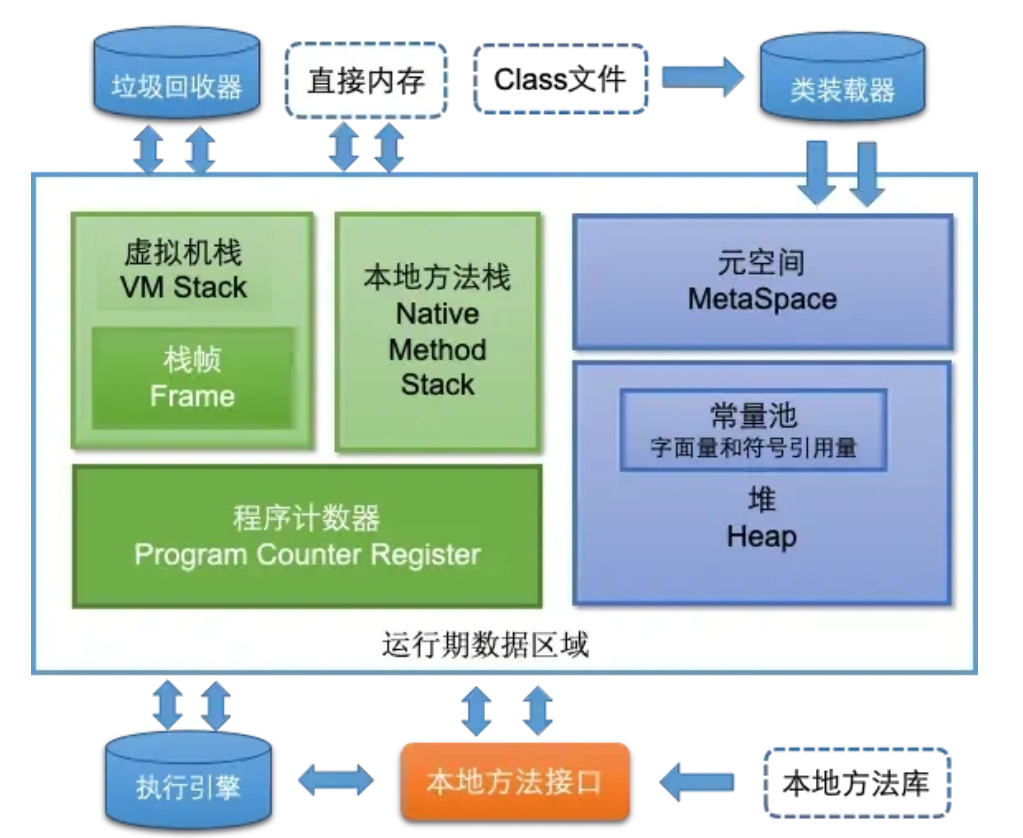 垃圾回收器
直接内存
Class文件
类装载器
虚拟机栈
VM Stack
栈帧
Frame
本地方法栈
Native
Method
Stack
元空间
MetaSpace
常量池
字面量和符号引用量
堆
Heap
程序计数器
Program Counter Register
运行期数据区域
执行引擎
本地方法接口
本地方法库